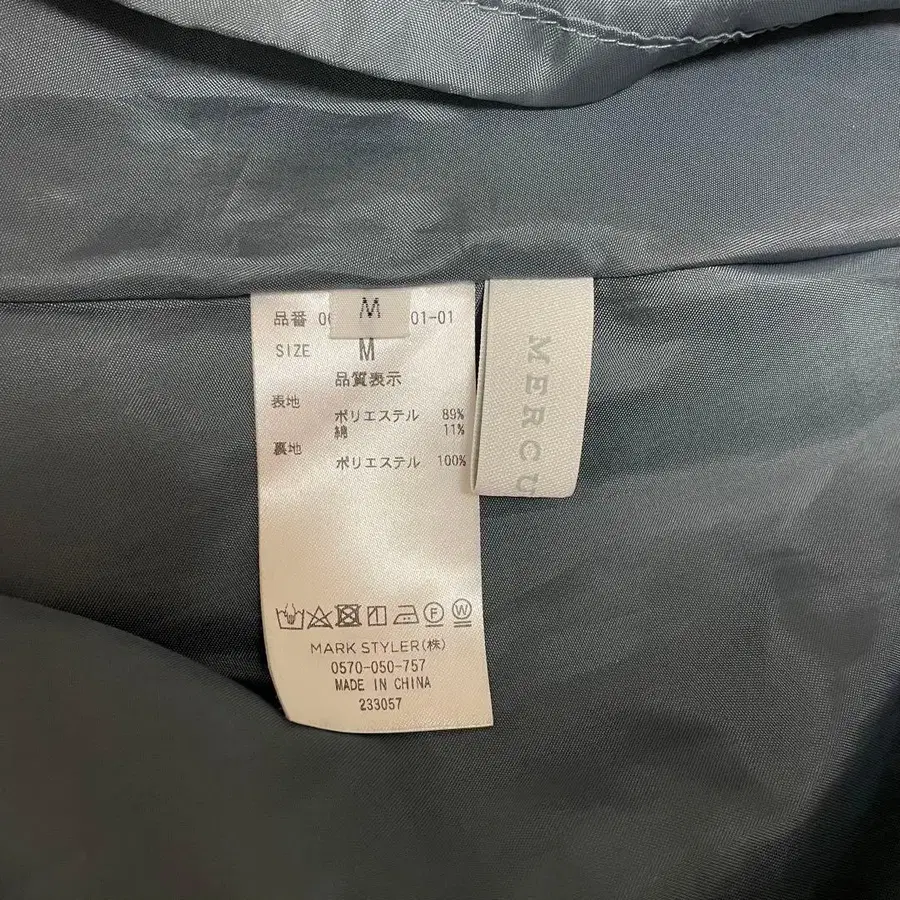 M
品番 0 01-01
SIZE M
品質表示
表地
ポリエステル 89%
綿 11%
裏地
ポリエステル 100%
F W
MARK STYLER(株)
0570-050-757
MADE IN CHINA
233057
MERCU